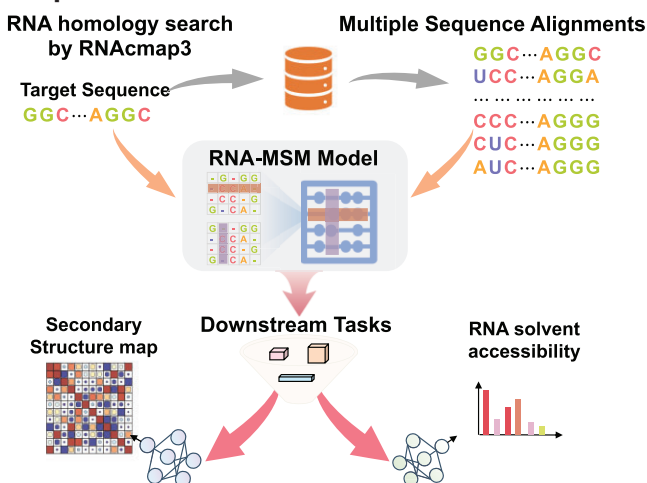 RNA homology search
by RNAcmap3
Multiple Sequence Alignments
Target Sequence
GGC···AGGC
GGC···AGGC
UCC···AGGA
··· ··· ··· ··· ···
CCC···AGGG
CUC···AGGG
AUC···AGGG
RNA-MSM Model
- G - G G
- C C - G
G - C A -
G - G G
- C A -
- C - G
G C A -
Downstream Tasks
Secondary
Structure map
RNA solvent
accessibility